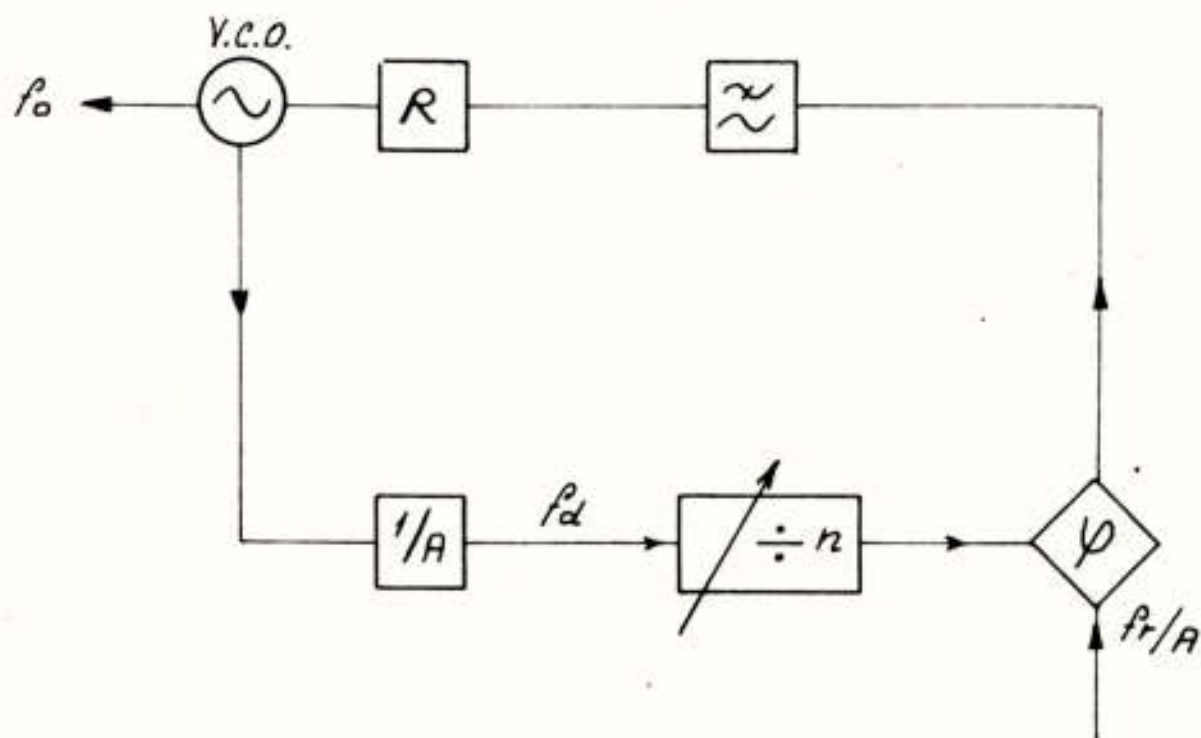 V.C.O.
fo
R
1/A
fd
÷ n
φ
fr/A